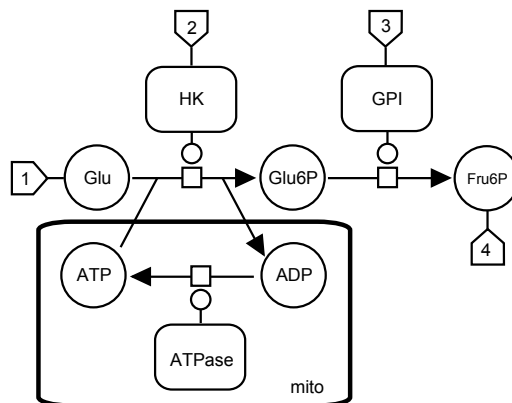 2
3
HK
GPI
1
Glu
Glu6P
Fru6P
4
ATP
ADP
ATPase
mito